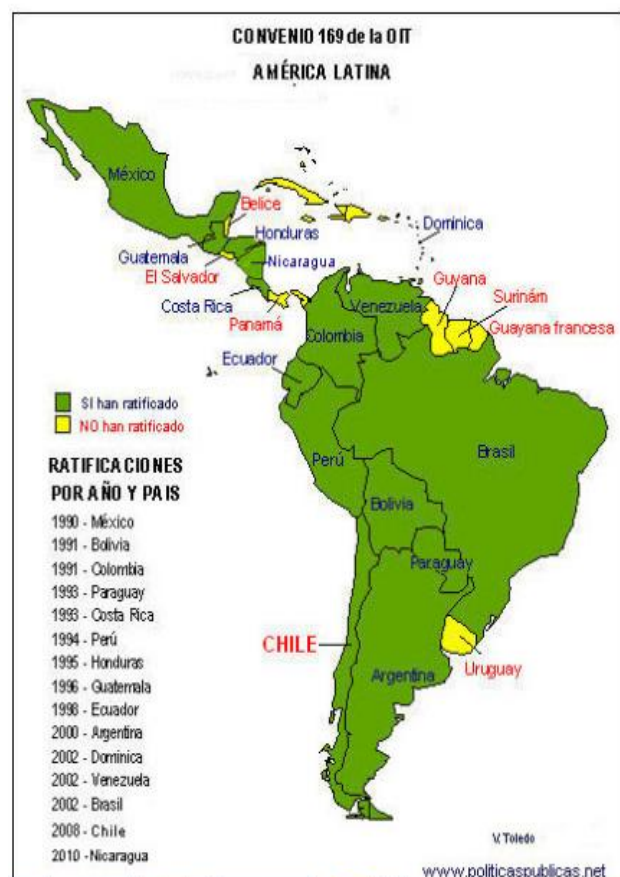 CONVENIO 169 de la OIT
AMÉRICA LATINA
México
Belice
Honduras
Guatemala
Nicaragua
El Salvador
Costa Rica
Panamá
Dominica
Guyana
Venezuela
Surinám
Colombia
Guayana francesa
Ecuador
SI han ratificado
NO han ratificado
Perú
Brasil
Bolivia
Paraguay
CHILE
Uruguay
Argentina
RATIFICACIONES
POR AÑO Y PAIS
1990 - México
1991 - Bolivia
1991 - Colombia
1993 - Paraguay
1993 - Costa Rica
1994 - Perú
1995 - Honduras
1996 - Guatemala
1998 - Ecuador
2000 - Argentina
2002 - Dominica
2002 - Venezuela
2002 - Brasil
2008 - Chile
2010 - Nicaragua
V. Toledo
www.politicaspublicas.net